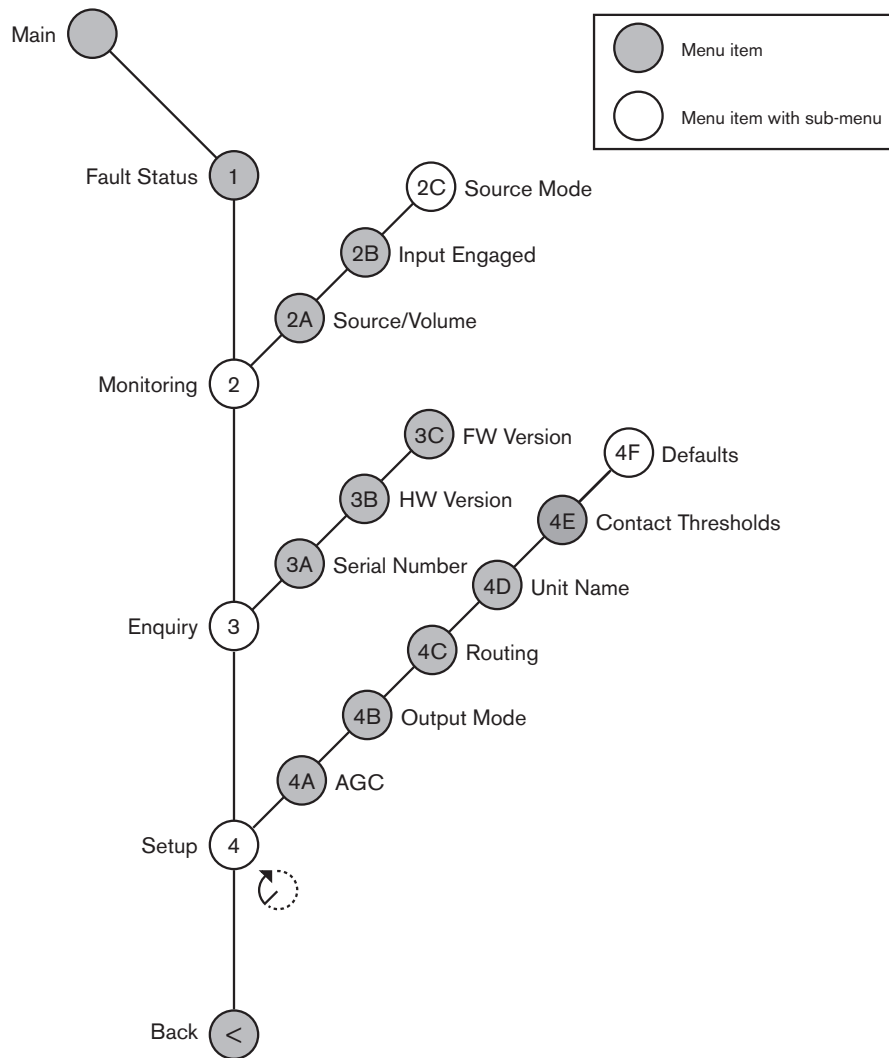 Main
Menu item
Menu item with sub-menu
Fault Status 1
2C Source Mode
2B Input Engaged
2A Source/Volume
Monitoring 2
3C FW Version
4F Defaults
3B HW Version
4E Contact Thresholds
3A Serial Number
4D Unit Name
Enquiry 3
4C Routing
4B Output Mode
4A AGC
Setup 4
Back <